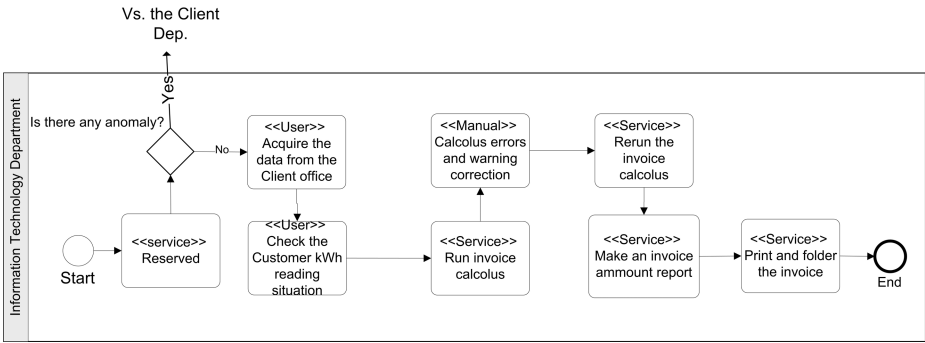 Vs. the Client
Dep.
Yes
Information Technology Department
Is there any anomaly?
No
<<User>>
Acquire the
data from the
Client office
<<Manual>>
Calcolus errors
and warning
correction
<<Service>>
Rerun the
invoice
calcolus
Start
<<service>>
Reserved
<<User>>
Check the
Customer kWh
reading
situation
<<Service>>
Run invoice
calcolus
<<Service>>
Make an invoice
ammount report
<<Service>>
Print and folder
the invoice
End